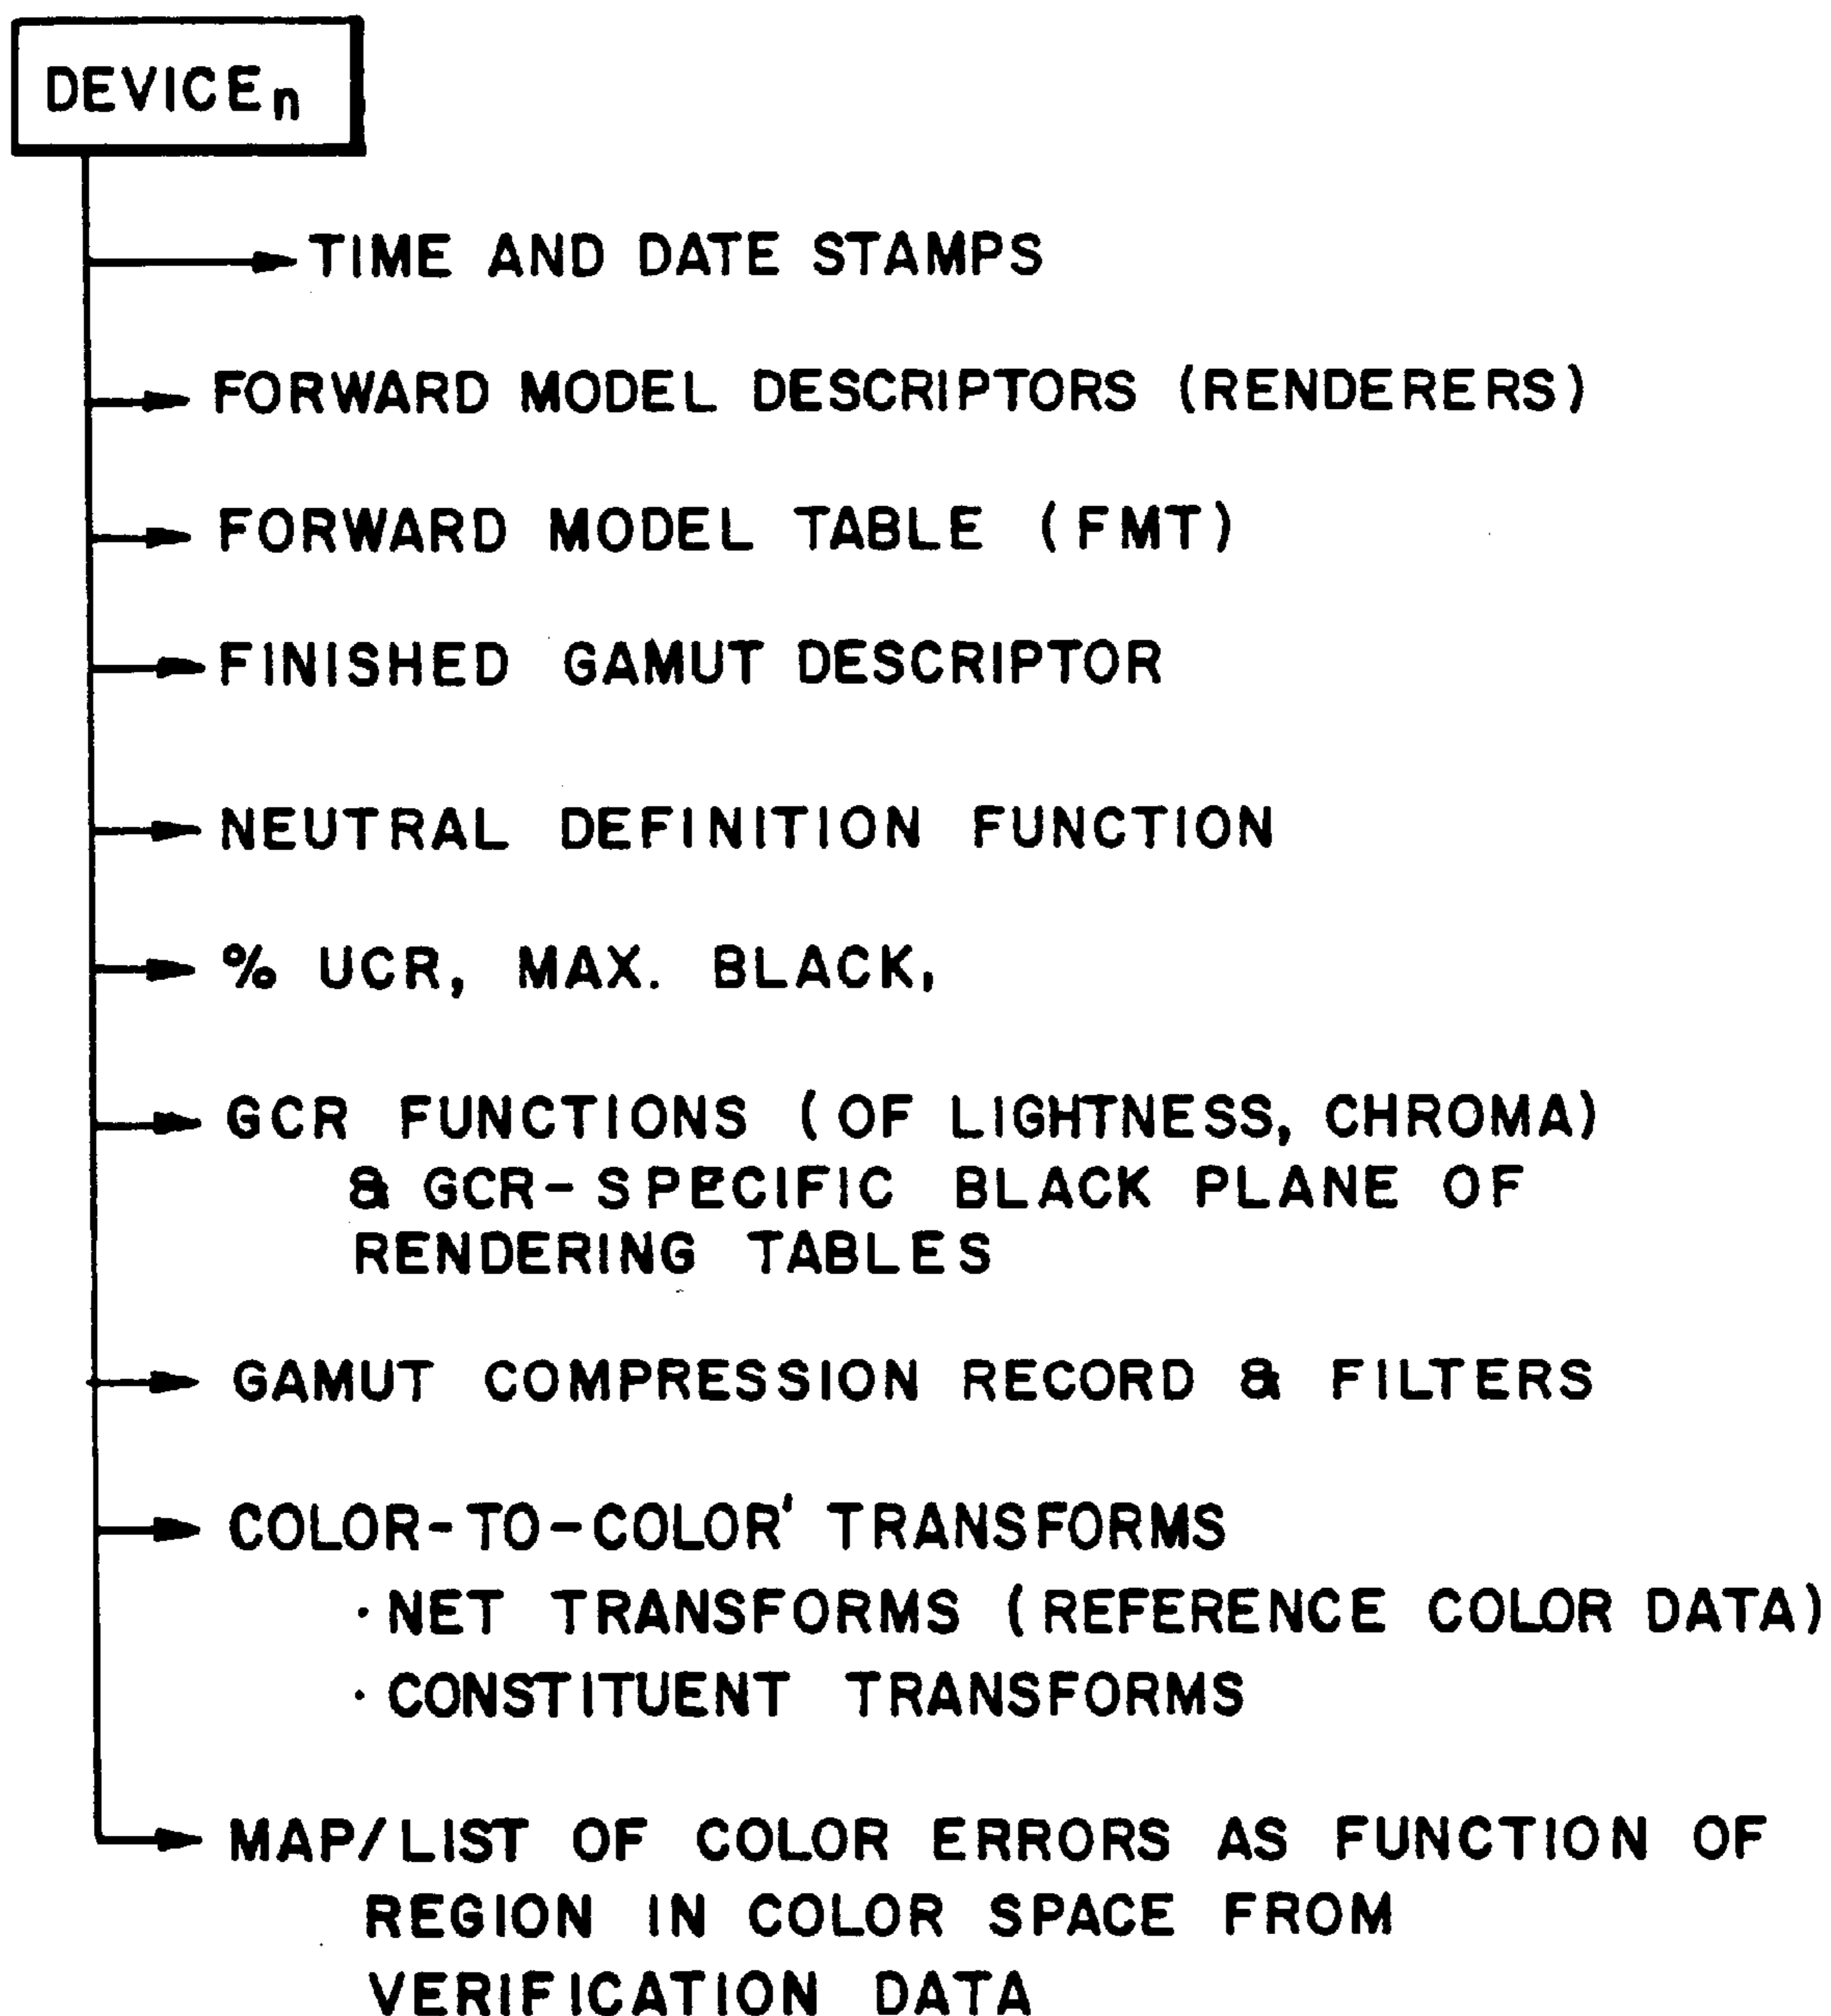 DEVICEn
TIME AND DATE STAMPS
FORWARD MODEL DESCRIPTORS (RENDERERS)
FORWARD MODEL TABLE (FMT)
FINISHED GAMUT DESCRIPTOR
NEUTRAL DEFINITION FUNCTION
% UCR, MAX. BLACK,
GCR FUNCTIONS (OF LIGHTNESS, CHROMA)
& GCR-SPECIFIC BLACK PLANE OF
RENDERING TABLES
GAMUT COMPRESSION RECORD & FILTERS
COLOR-TO-COLOR' TRANSFORMS
· NET TRANSFORMS (REFERENCE COLOR DATA)
· CONSTITUENT TRANSFORMS
MAP/LIST OF COLOR ERRORS AS FUNCTION OF
REGION IN COLOR SPACE FROM
VERIFICATION DATA